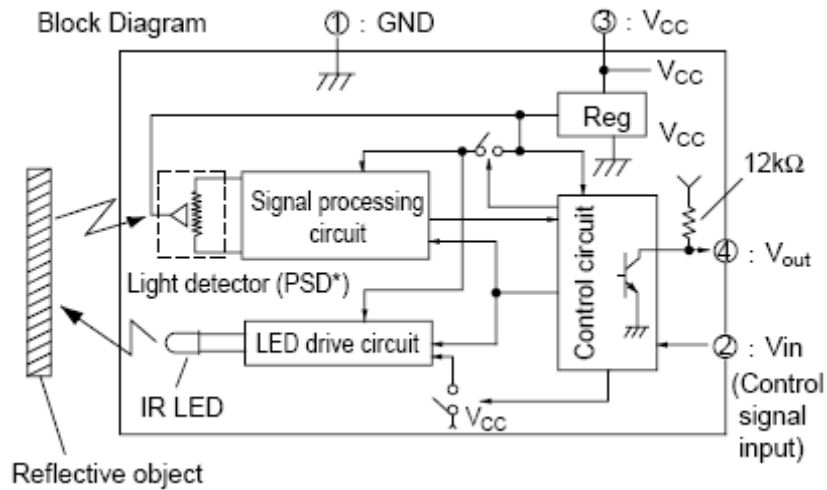 Block Diagram
① : GND
③ : VCC
VCC
Reg
VCC
12kΩ
Signal processing
circuit
Control circuit
④ : Vout
Light detector (PSD*)
LED drive circuit
② : Vin
(Control
signal
input)
IR LED
VCC
Reflective object